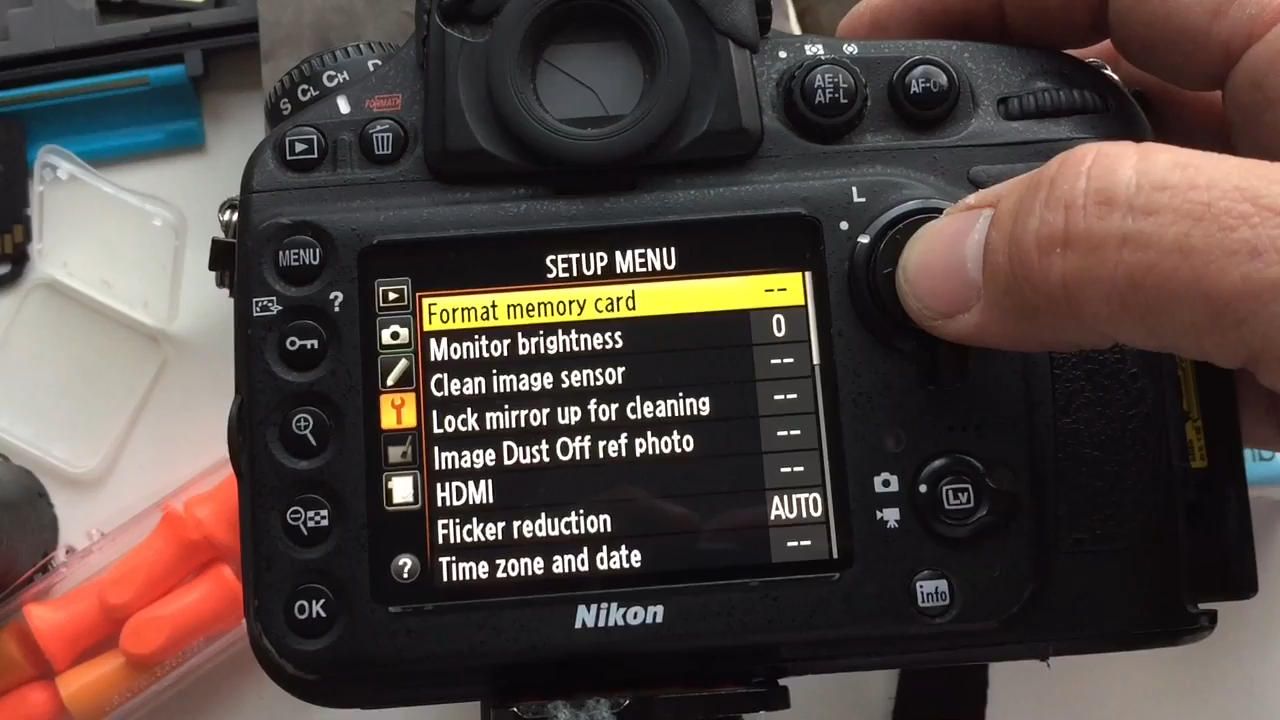 S CL CH
FORMAT
AE-L
AF-L
AF-ON
L
MENU
?
SETUP MENU
Format memory card --
Monitor brightness 0
Clean image sensor --
Lock mirror up for cleaning --
Image Dust Off ref photo --
HDMI --
Flicker reduction AUTO
Time zone and date --
?
OK
Lv
info
Nikon